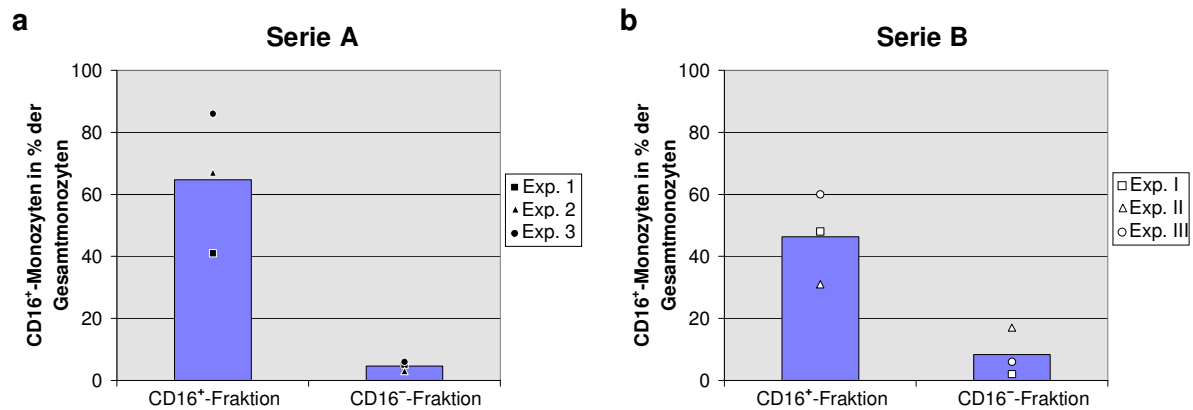 a
Serie A
CD16⁺-Monozyten in % der
Gesamtmonozyten
100
80
60
40
20
0
CD16⁺-Fraktion
CD16⁻-Fraktion
Exp. 1
Exp. 2
Exp. 3
b
Serie B
CD16⁺-Monozyten in % der
Gesamtmonozyten
100
80
60
40
20
0
CD16⁺-Fraktion
CD16⁻-Fraktion
Exp. I
Exp. II
Exp. III